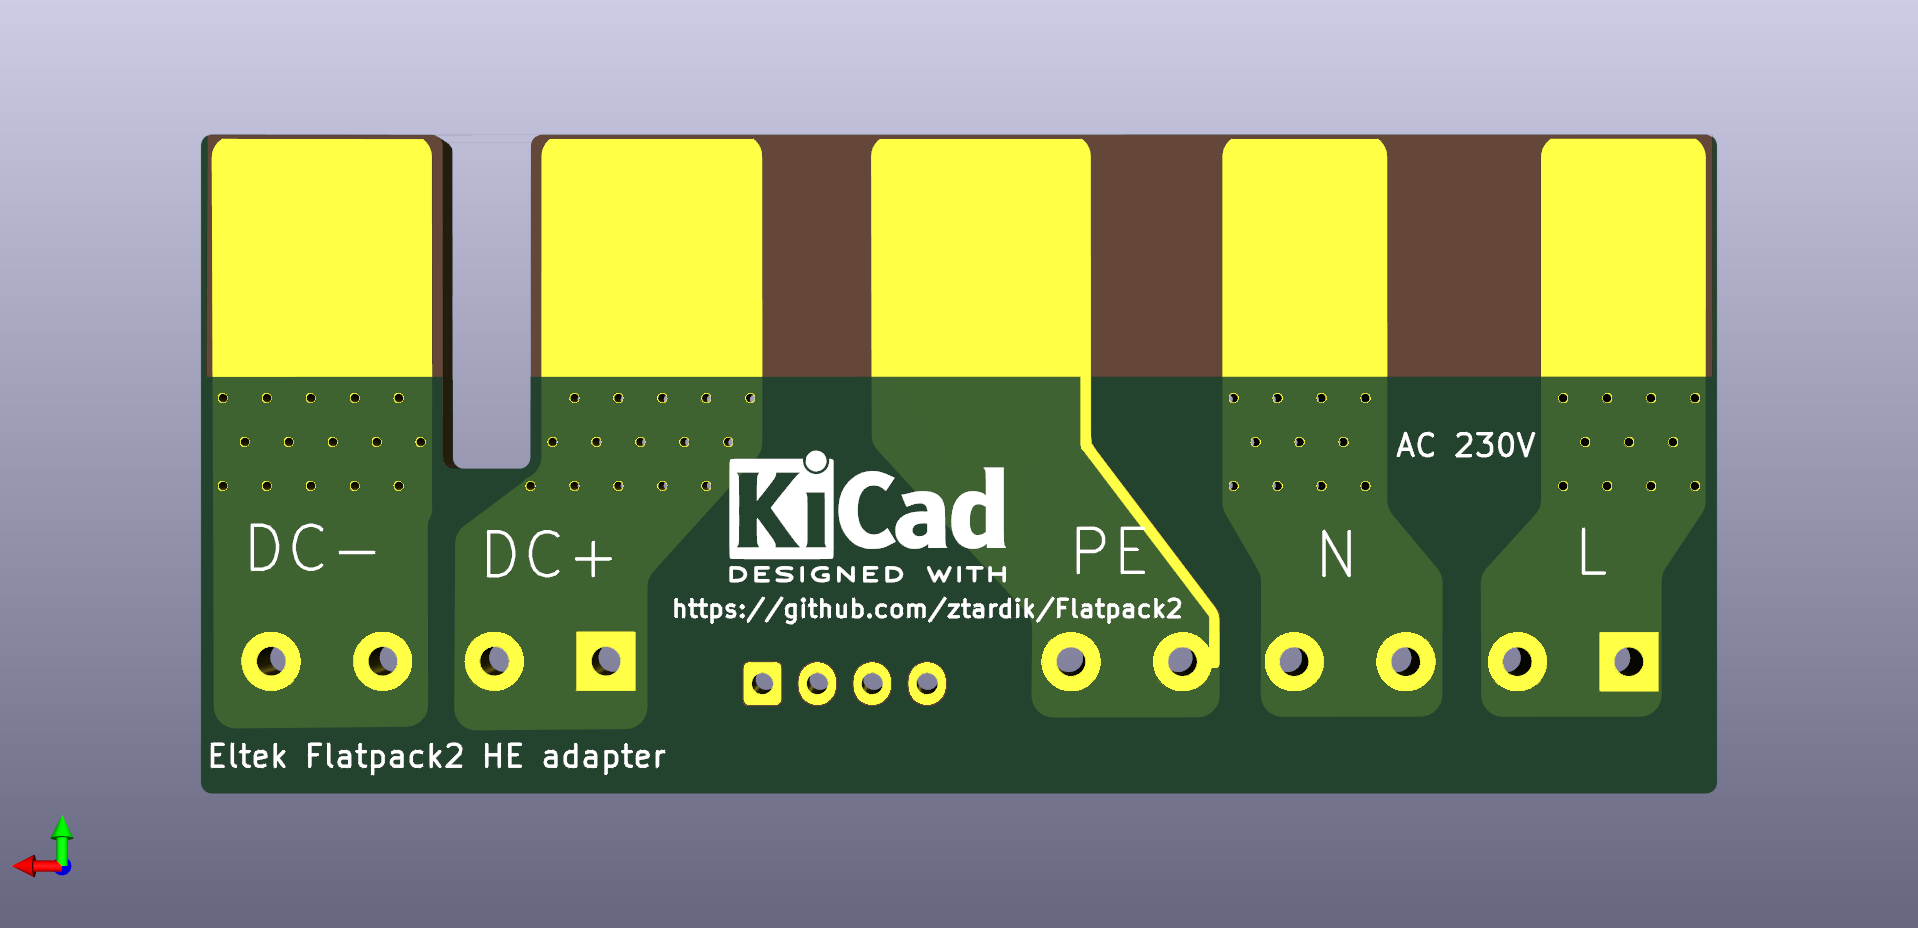 AC 230V
DC-
DC+
KiCad
PE
N
L
DESIGNED WITH
https://github.com/ztardik/Flatpack2
Eltek Flatpack2 HE adapter